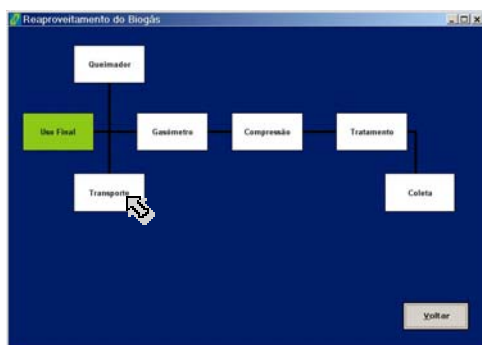 Reaproveitamento do Biogás
Queimador
Uso Final
Gasômetro
Compressão
Tratamento
Transporte
Coleta
Voltar